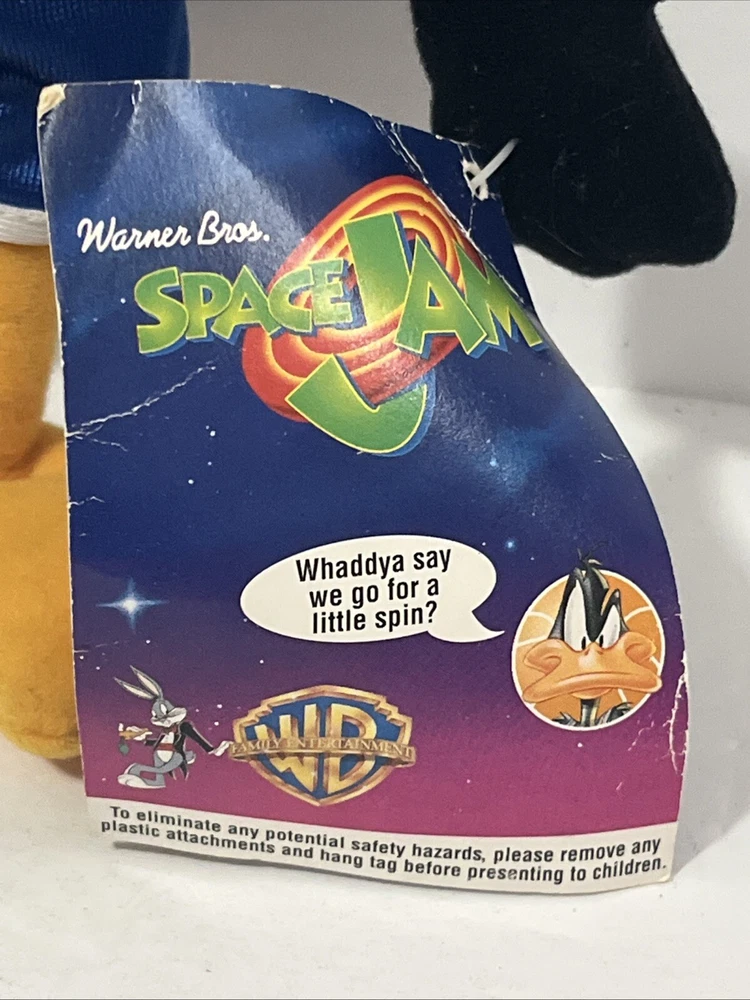 Warner Bros.
SPACE JAM
Whaddya say
we go for a
little spin?
WB
FAMILY ENTERTAINMENT
To eliminate any potential safety hazards, please remove any
plastic attachments and hang tag before presenting to children.